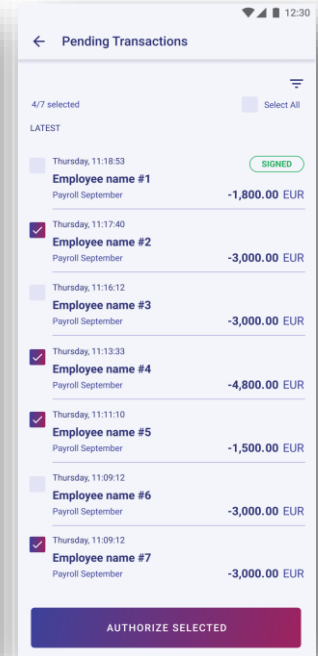 12:30
Pending Transactions
4/7 selected
Select All
LATEST
Thursday, 11:18:53
SIGNED
Employee name #1
Payroll September
-1,800.00 EUR
Thursday, 11:17:40
Employee name #2
Payroll September
-3,000.00 EUR
Thursday, 11:16:12
Employee name #3
Payroll September
-3,000.00 EUR
Thursday, 11:13:33
Employee name #4
Payroll September
-4,800.00 EUR
Thursday, 11:11:10
Employee name #5
Payroll September
-1,500.00 EUR
Thursday, 11:09:12
Employee name #6
Payroll September
-3,000.00 EUR
Thursday, 11:09:12
Employee name #7
Payroll September
-3,000.00 EUR
AUTHORIZE SELECTED